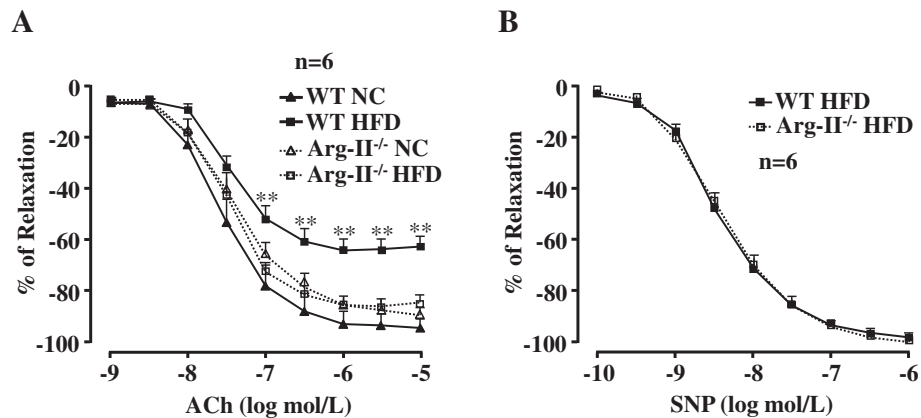 A
n=6
WT NC
WT HFD
Arg-II⁻/⁻ NC
Arg-II⁻/⁻ HFD
% of Relaxation
0
-20
-40
-60
-80
-100
** ** ** ** **
-9 -8 -7 -6 -5
ACh (log mol/L)
B
WT HFD
Arg-II⁻/⁻ HFD
n=6
% of Relaxation
0
-20
-40
-60
-80
-100
-10 -9 -8 -7 -6
SNP (log mol/L)